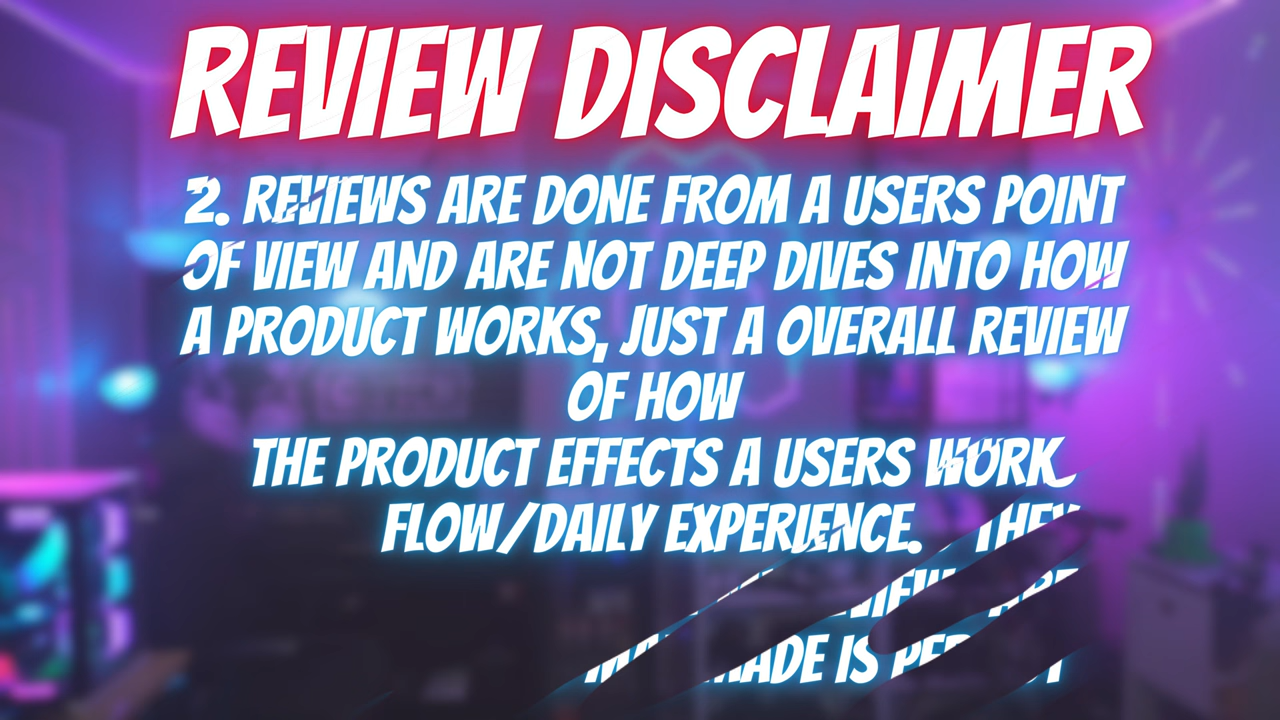 REVIEW DISCLAIMER
2. REVIEWS ARE DONE FROM A USERS POINT
OF VIEW AND ARE NOT DEEP DIVES INTO HOW
A PRODUCT WORKS, JUST A OVERALL REVIEW
OF HOW
THE PRODUCT EFFECTS A USERS WORK
FLOW/DAILY EXPERIENCE. THEY
IS